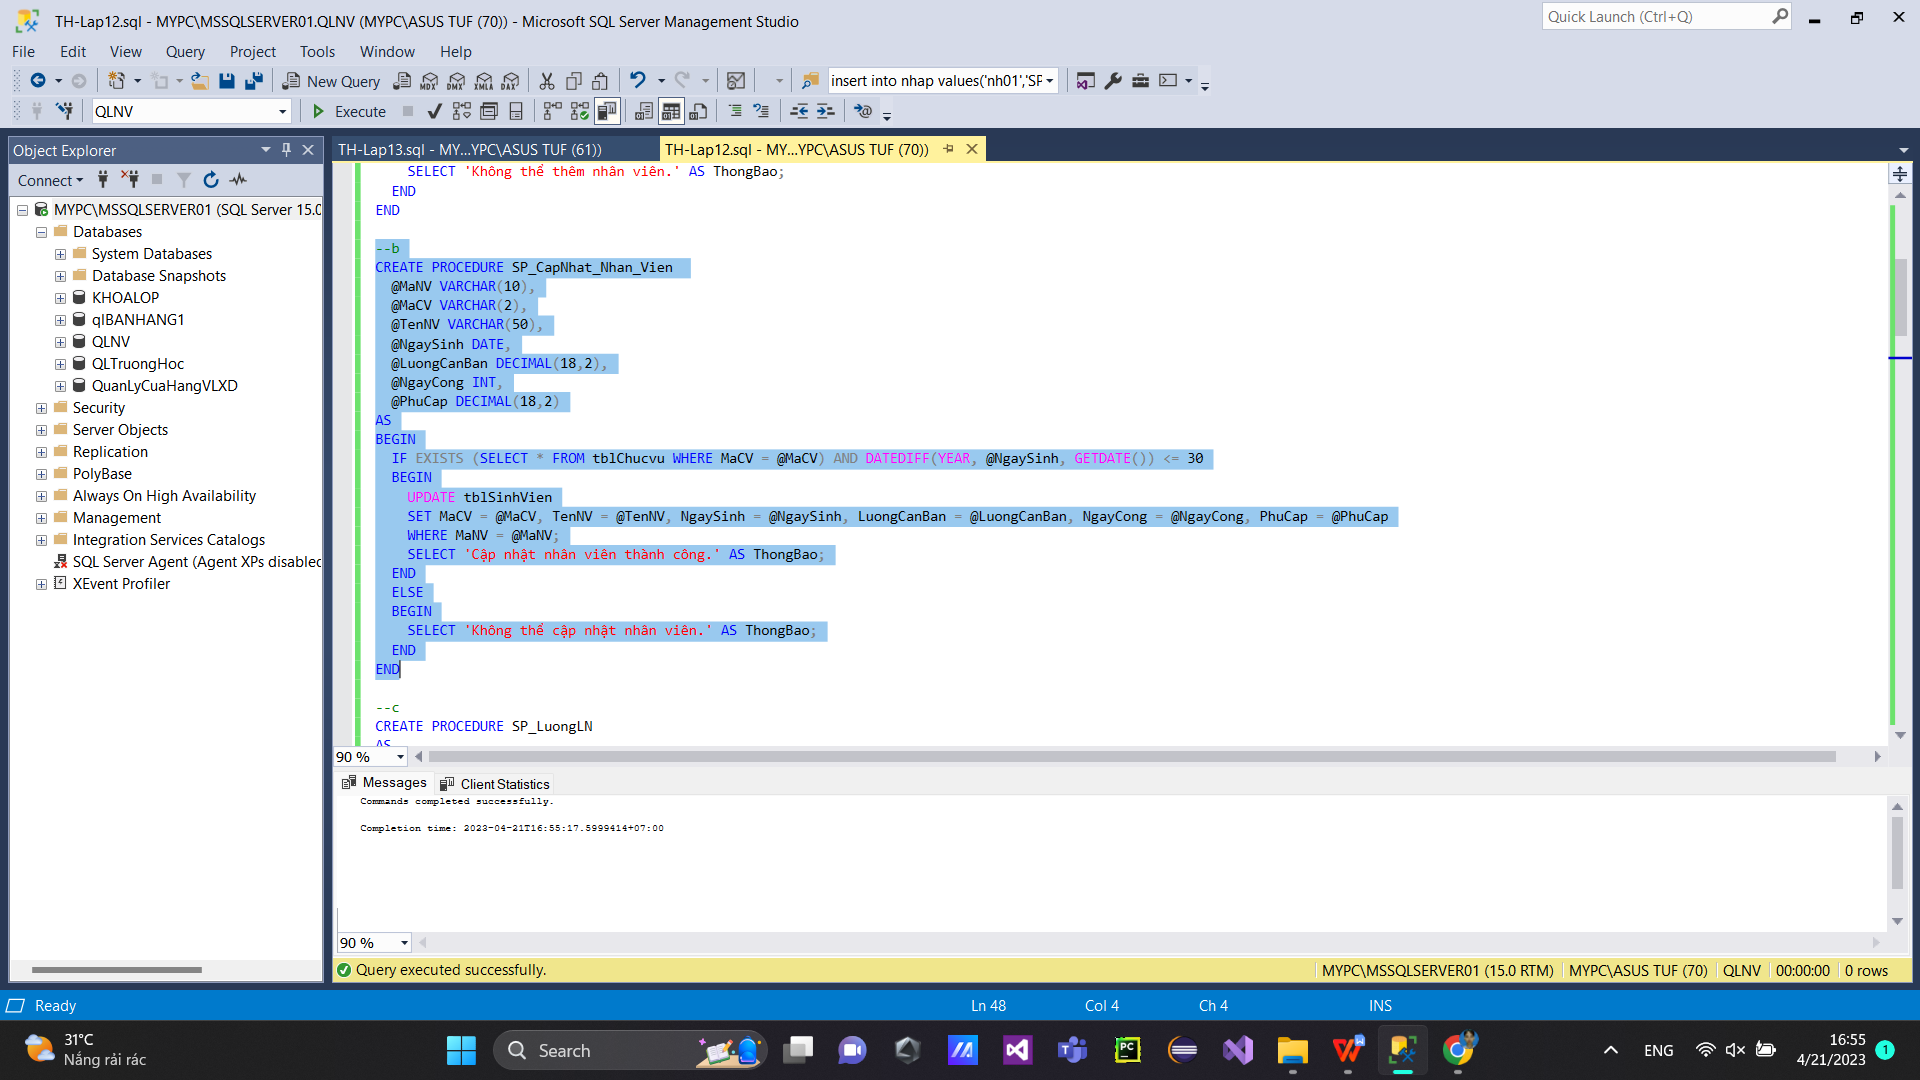 TH-Lap12.sql - MYPC\MSSQLSERVER01.QLNV (MYPC\ASUS TUF (70)) - Microsoft SQL Server Management Studio
Quick Launch (Ctrl+Q)
File Edit View Query Project Tools Window Help
New Query MDX DMX XMLA DAX insert into nhap values('nh01','SP
QLNV Execute
Object Explorer
TH-Lap13.sql - MY...YPC\ASUS TUF (61))
TH-Lap12.sql - MY...YPC\ASUS TUF (70))
Connect
MYPC\MSSQLSERVER01 (SQL Server 15.0
Databases
System Databases
Database Snapshots
KHOALOP
qlBANHANG1
QLNV
QLTruongHoc
QuanLyCuaHangVLXD
Security
Server Objects
Replication
PolyBase
Always On High Availability
Management
Integration Services Catalogs
SQL Server Agent (Agent XPs disabled
XEvent Profiler
SELECT 'Không thể thêm nhân viên.' AS ThongBao;
END
END
--b
CREATE PROCEDURE SP_CapNhat_Nhan_Vien
@MaNV VARCHAR(10),
@MaCV VARCHAR(2),
@TenNV VARCHAR(50),
@NgaySinh DATE,
@LuongCanBan DECIMAL(18,2),
@NgayCong INT,
@PhuCap DECIMAL(18,2)
AS
BEGIN
IF EXISTS (SELECT * FROM tblChucvu WHERE MaCV = @MaCV) AND DATEDIFF(YEAR, @NgaySinh, GETDATE()) <= 30
BEGIN
UPDATE tblSinhVien
SET MaCV = @MaCV, TenNV = @TenNV, NgaySinh = @NgaySinh, LuongCanBan = @LuongCanBan, NgayCong = @NgayCong, PhuCap = @PhuCap
WHERE MaNV = @MaNV;
SELECT 'Cập nhật nhân viên thành công.' AS ThongBao;
END
ELSE
BEGIN
SELECT 'Không thể cập nhật nhân viên.' AS ThongBao;
END
END
--c
CREATE PROCEDURE SP_LuongLN
AS
90 %
Messages Client Statistics
Commands completed successfully.
Completion time: 2023-04-21T16:55:17.5999414+07:00
90 %
Query executed successfully.
MYPC\MSSQLSERVER01 (15.0 RTM) MYPC\ASUS TUF (70) QLNV 00:00:00 0 rows
Ready Ln 48 Col 4 Ch 4 INS
31°C
Nắng rải rác
Search
PC
ENG
16:55
4/21/2023
1